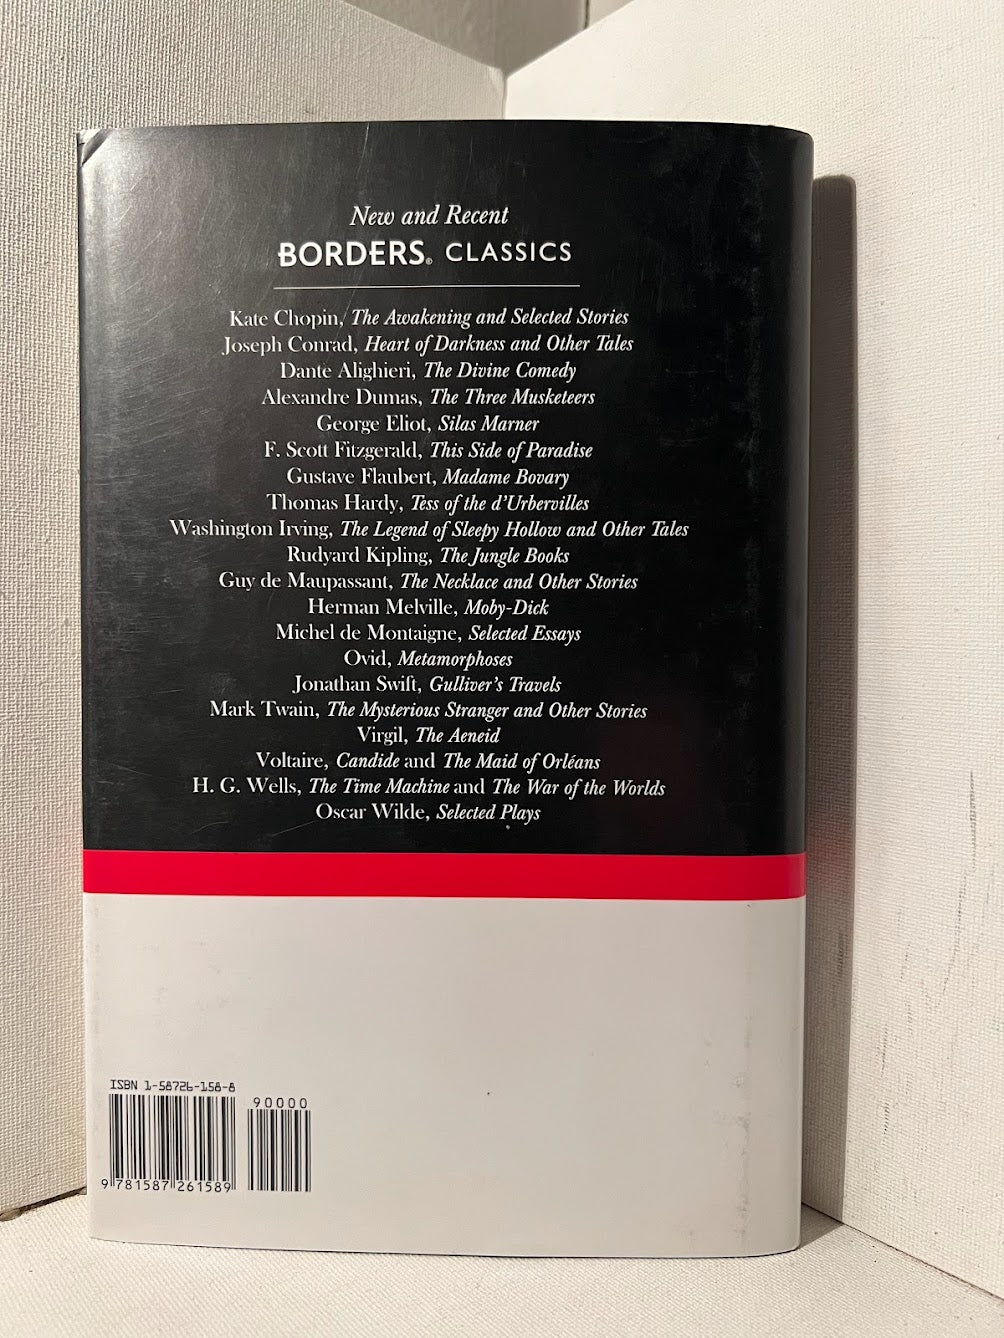 New and Recent
BORDERS® CLASSICS
Kate Chopin, The Awakening and Selected Stories
Joseph Conrad, Heart of Darkness and Other Tales
Dante Alighieri, The Divine Comedy
Alexandre Dumas, The Three Musketeers
George Eliot, Silas Marner
F. Scott Fitzgerald, This Side of Paradise
Gustave Flaubert, Madame Bovary
Thomas Hardy, Tess of the d'Urbervilles
Washington Irving, The Legend of Sleepy Hollow and Other Tales
Rudyard Kipling, The Jungle Books
Guy de Maupassant, The Necklace and Other Stories
Herman Melville, Moby-Dick
Michel de Montaigne, Selected Essays
Ovid, Metamorphoses
Jonathan Swift, Gulliver's Travels
Mark Twain, The Mysterious Stranger and Other Stories
Virgil, The Aeneid
Voltaire, Candide and The Maid of Orléans
H. G. Wells, The Time Machine and The War of the Worlds
Oscar Wilde, Selected Plays
ISBN 1-58726-158-8
90000
9 781587 261589